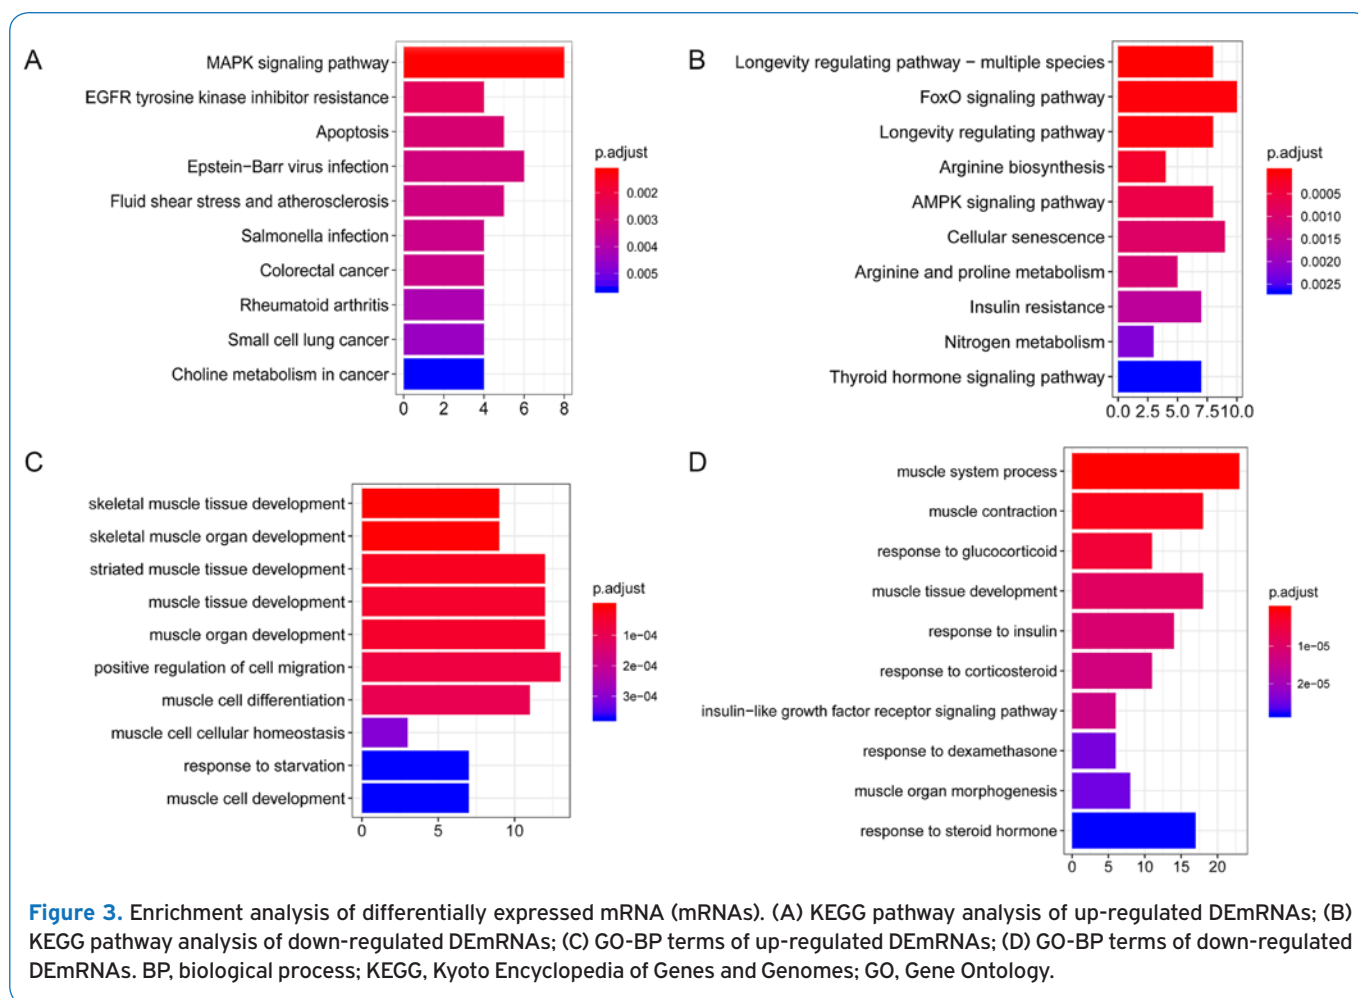 A
MAPK signaling pathway
EGFR tyrosine kinase inhibitor resistance
Apoptosis
Epstein-Barr virus infection
Fluid shear stress and atherosclerosis
Salmonella infection
Colorectal cancer
Rheumatoid arthritis
Small cell lung cancer
Choline metabolism in cancer
0 2 4 6 8
p.adjust
0.002
0.003
0.004
0.005
B
Longevity regulating pathway − multiple species
FoxO signaling pathway
Longevity regulating pathway
Arginine biosynthesis
AMPK signaling pathway
Cellular senescence
Arginine and proline metabolism
Insulin resistance
Nitrogen metabolism
Thyroid hormone signaling pathway
0.0 2.5 5.0 7.510.0
p.adjust
0.0005
0.0010
0.0015
0.0020
0.0025
C
skeletal muscle tissue development
skeletal muscle organ development
striated muscle tissue development
muscle tissue development
muscle organ development
positive regulation of cell migration
muscle cell differentiation
muscle cell cellular homeostasis
response to starvation
muscle cell development
0 5 10
p.adjust
1e−04
2e−04
3e−04
D
muscle system process
muscle contraction
response to glucocorticoid
muscle tissue development
response to insulin
response to corticosteroid
insulin−like growth factor receptor signaling pathway
response to dexamethasone
muscle organ morphogenesis
response to steroid hormone
0 5 10 15 20
p.adjust
1e−05
2e−05
Figure 3. Enrichment analysis of differentially expressed mRNA (mRNAs). (A) KEGG pathway analysis of up-regulated DEmRNAs; (B)
KEGG pathway analysis of down-regulated DEmRNAs; (C) GO-BP terms of up-regulated DEmRNAs; (D) GO-BP terms of down-regulated
DEmRNAs. BP, biological process; KEGG, Kyoto Encyclopedia of Genes and Genomes; GO, Gene Ontology.